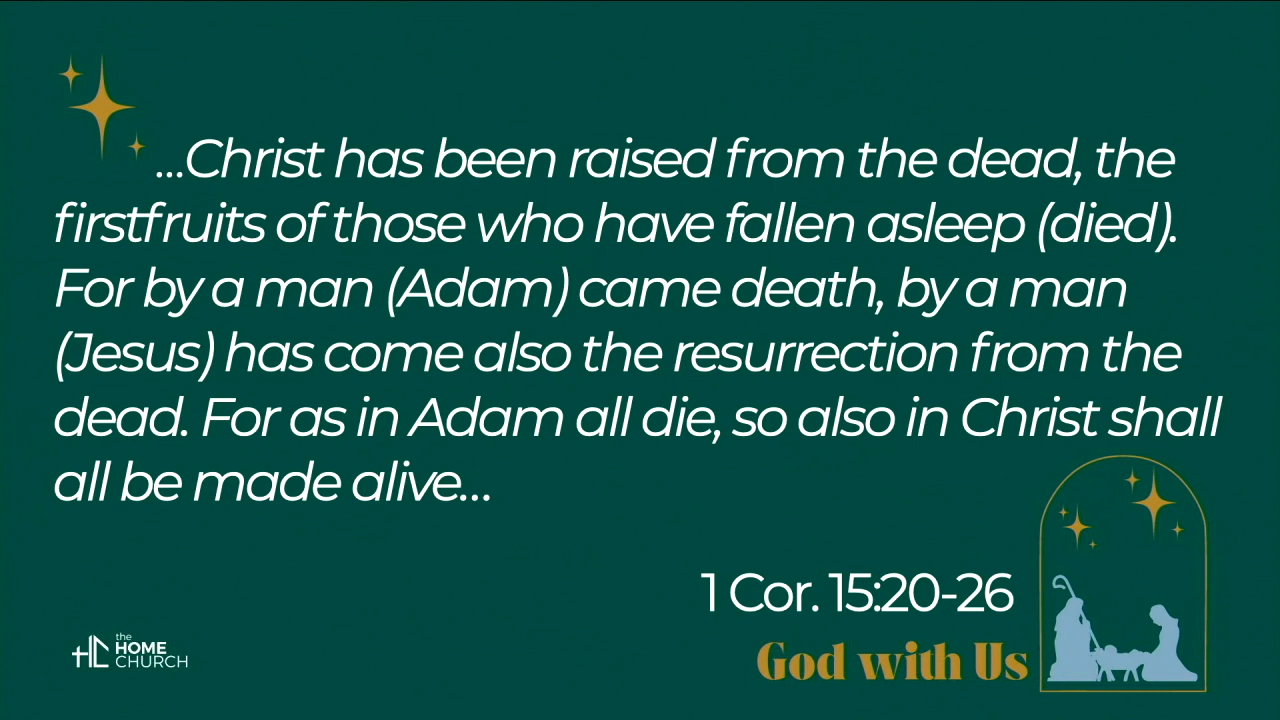 ...Christ has been raised from the dead, the
firstfruits of those who have fallen asleep (died).
For by a man (Adam) came death, by a man
(Jesus) has come also the resurrection from the
dead. For as in Adam all die, so also in Christ shall
all be made alive...
1 Cor. 15:20-26
God with Us
the
HOME
CHURCH